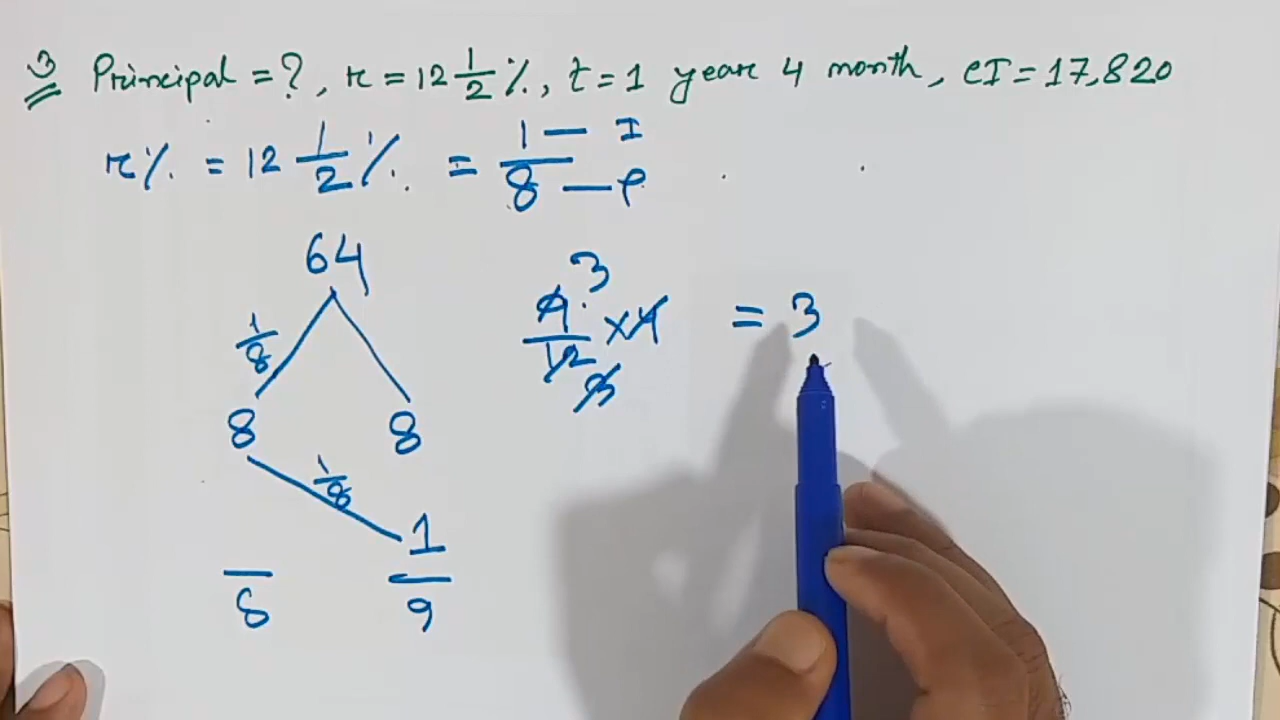 3 Principal = ?, r = 12 1/2 %, t = 1 year 4 month, CI = 17,820
r% = 12 1/2 % = 1/8 — I — P
64
3
1/8
9/12 × 4 = 3
3
8 8
1/8
1
8 9